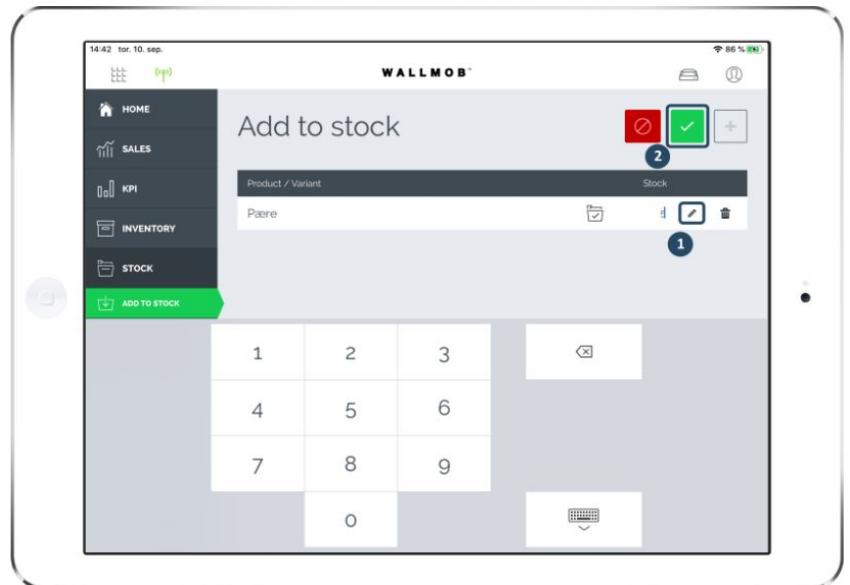 14:42 tor. 10. sep.
86 %
WALLMOB™
HOME
SALES
KPI
INVENTORY
STOCK
ADD TO STOCK
Add to stock
2
Product / Variant
Stock
Pære
1
1
2
3
4
5
6
7
8
9
0